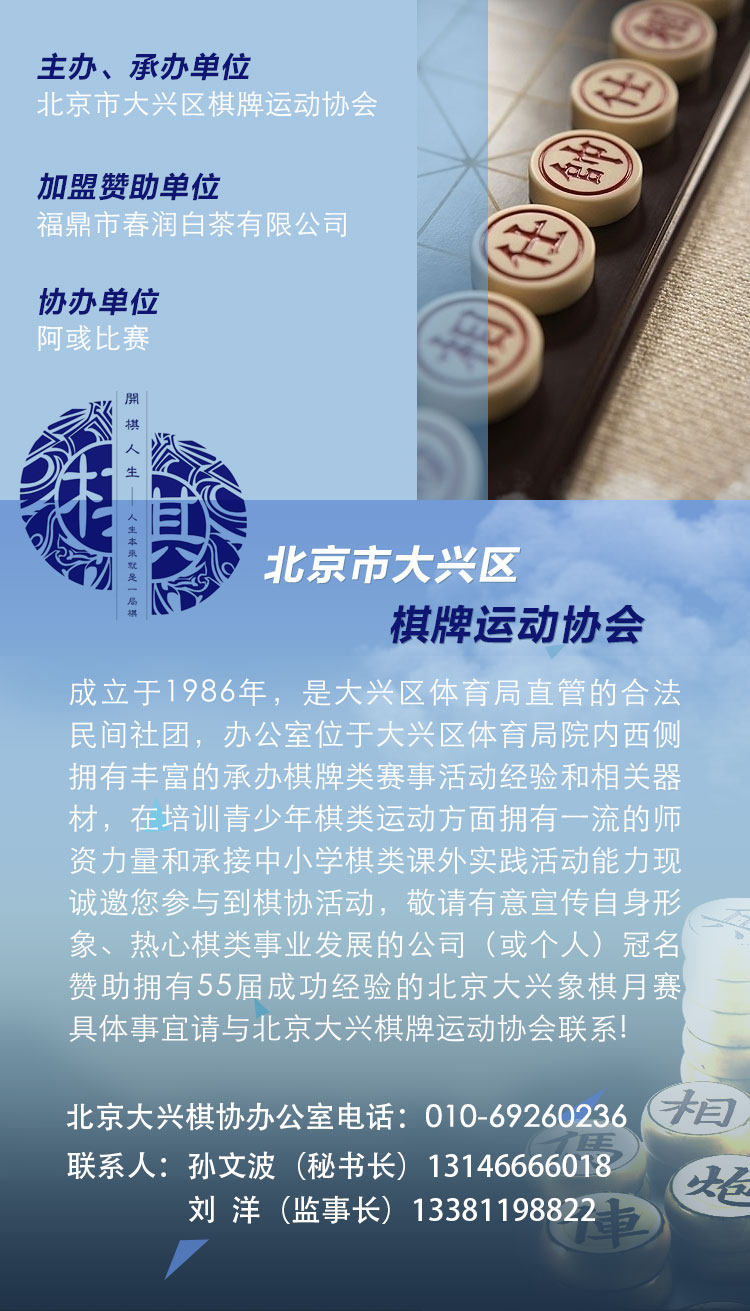 主办、承办单位
北京市大兴区棋牌运动协会
加盟赞助单位
福鼎市春润白茶有限公司
协办单位
阿彧比赛
開棋人生
人生本来就是一局棋
棋
北京市大兴区
棋牌运动协会
成立于1986年，是大兴区体育局直管的合法
民间社团，办公室位于大兴区体育局院内西侧
拥有丰富的承办棋牌类赛事活动经验和相关器
材，在培训青少年棋类运动方面拥有一流的师
资力量和承接中小学棋类课外实践活动能力现
诚邀您参与到棋协活动，敬请有意宣传自身形
象、热心棋类事业发展的公司（或个人）冠名
赞助拥有55届成功经验的北京大兴象棋月赛
具体事宜请与北京大兴棋牌运动协会联系!
北京大兴棋协办公室电话：010-69260236
联系人：孙文波（秘书长）13146666018
刘 洋（监事长）13381198822
相
仕
帥
仕
相
相
傌
炮
俥